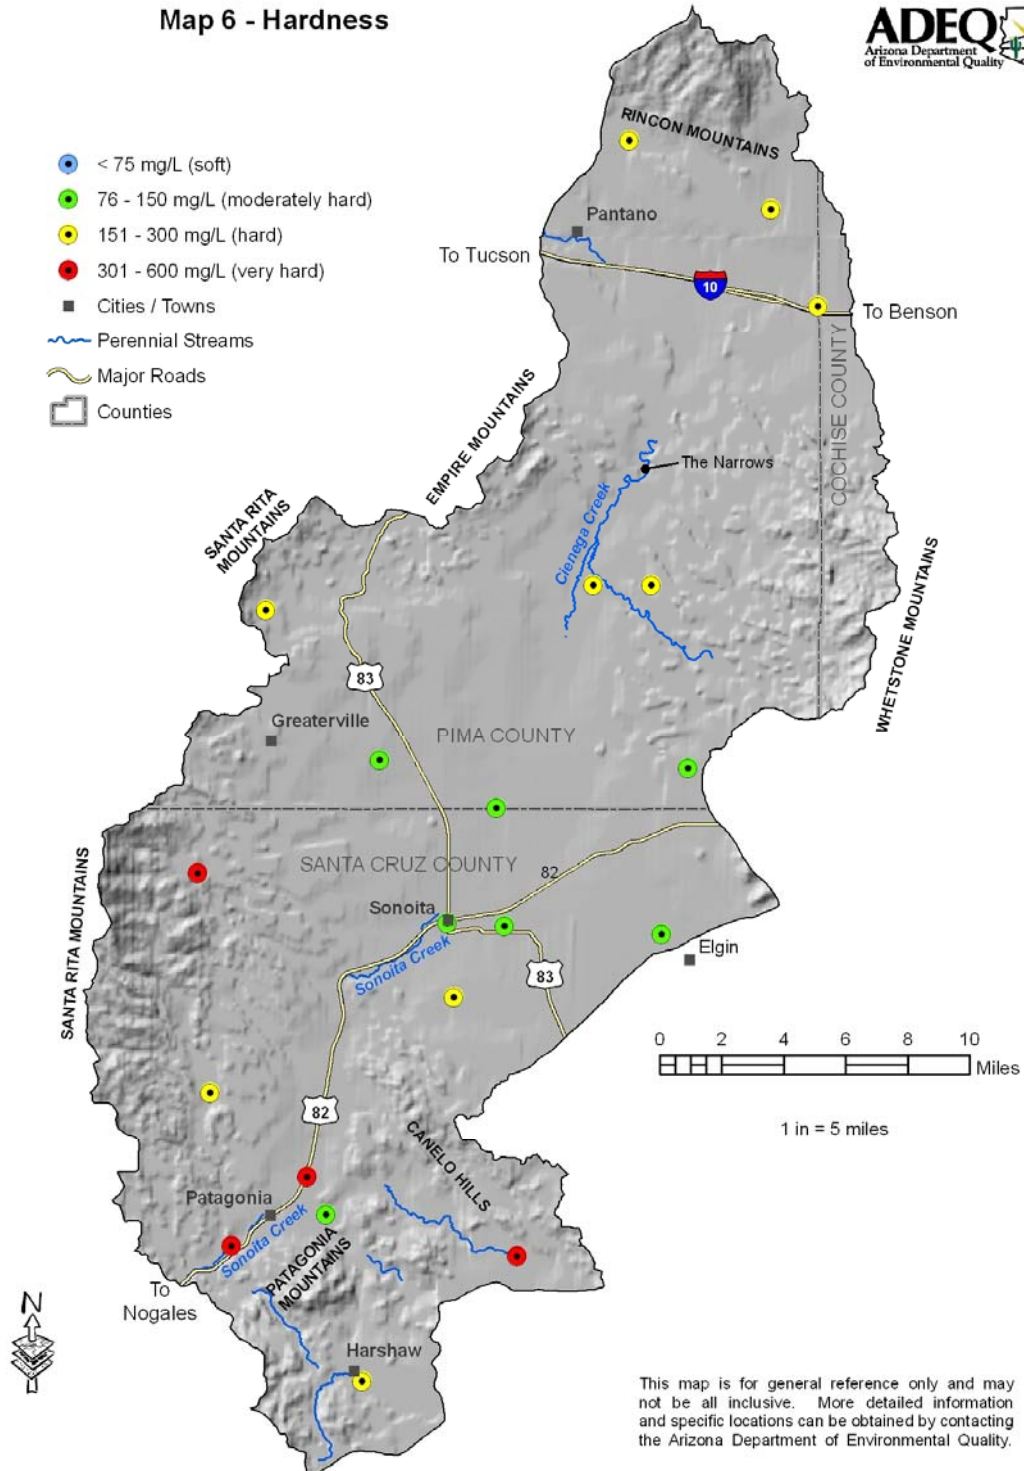 Map 6 - Hardness
ADEQ
Arizona Department
of Environmental Quality
< 75 mg/L (soft)
76 - 150 mg/L (moderately hard)
151 - 300 mg/L (hard)
301 - 600 mg/L (very hard)
Cities / Towns
Perennial Streams
Major Roads
Counties
RINCON MOUNTAINS
Pantano
To Tucson
10
To Benson
COCHISE COUNTY
EMPIRE MOUNTAINS
The Narrows
Cienega Creek
SANTA RITA
MOUNTAINS
WHETSTONE MOUNTAINS
83
Greaterville
PIMA COUNTY
SANTA CRUZ COUNTY
82
SANTA RITA MOUNTAINS
Sonoita
Sonoita Creek
Elgin
83
0 2 4 6 8 10
Miles
1 in = 5 miles
82
CANELO HILLS
Patagonia
Sonoita Creek
PATAGONIA
MOUNTAINS
To
Nogales
N
Harshaw
This map is for general reference only and may
not be all inclusive. More detailed information
and specific locations can be obtained by contacting
the Arizona Department of Environmental Quality.